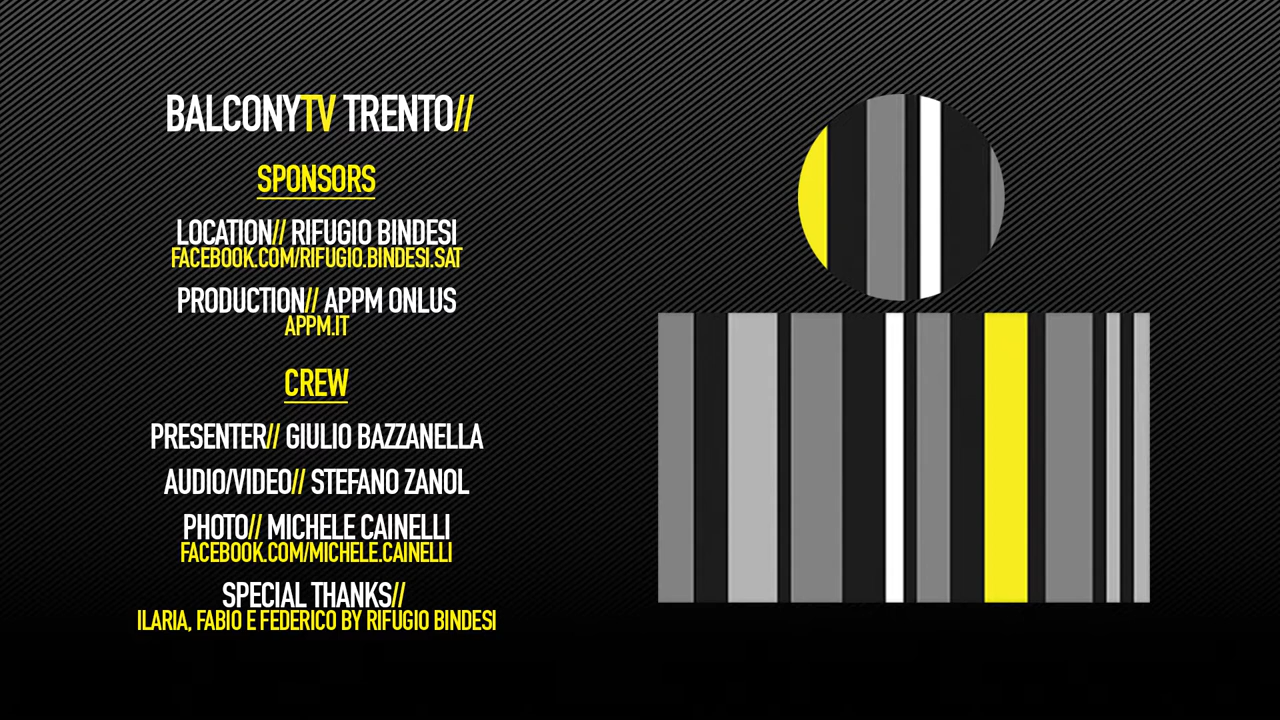 BALCONYTV TRENTO//
SPONSORS
LOCATION// RIFUGIO BINDESI
FACEBOOK.COM/RIFUGIO.BINDESI.SAT
PRODUCTION// APPM ONLUS
APPM.IT
CREW
PRESENTER// GIULIO BAZZANELLA
AUDIO/VIDEO// STEFANO ZANOL
PHOTO// MICHELE CAINELLI
FACEBOOK.COM/MICHELE.CAINELLI
SPECIAL THANKS//
ILARIA, FABIO E FEDERICO BY RIFUGIO BINDESI